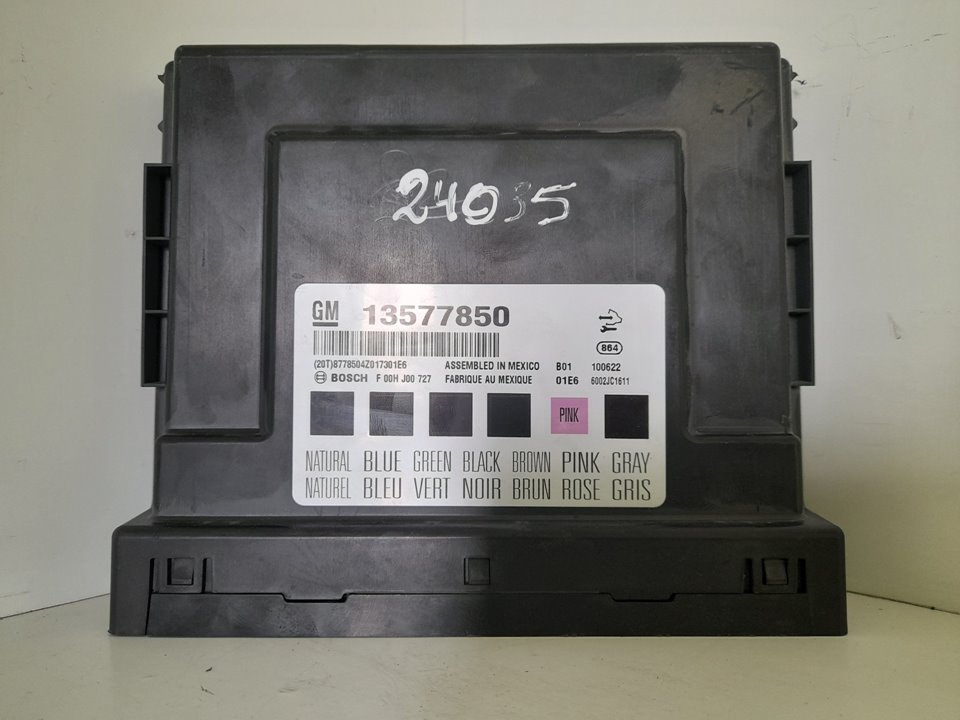 24035
GM 13577850
864
(20T)8778504Z017301E6 ASSEMBLED IN MEXICO B01 100622
BOSCH F 00H J00 727 FABRIQUE AU MEXIQUE 01E6 6002JC1611
PINK
NATURAL BLUE GREEN BLACK BROWN PINK GRAY
NATUREL BLEU VERT NOIR BRUN ROSE GRIS